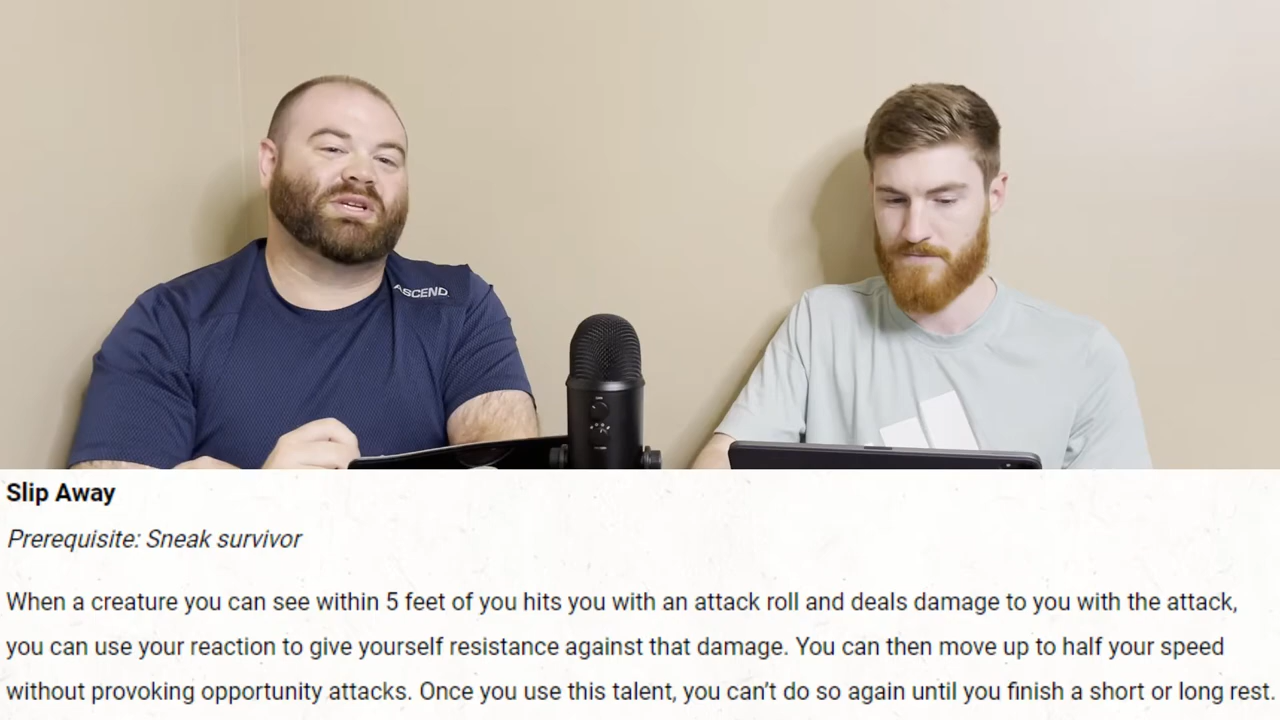 ASCEND
Slip Away
Prerequisite: Sneak survivor
When a creature you can see within 5 feet of you hits you with an attack roll and deals damage to you with the attack,
you can use your reaction to give yourself resistance against that damage. You can then move up to half your speed
without provoking opportunity attacks. Once you use this talent, you can’t do so again until you finish a short or long rest.